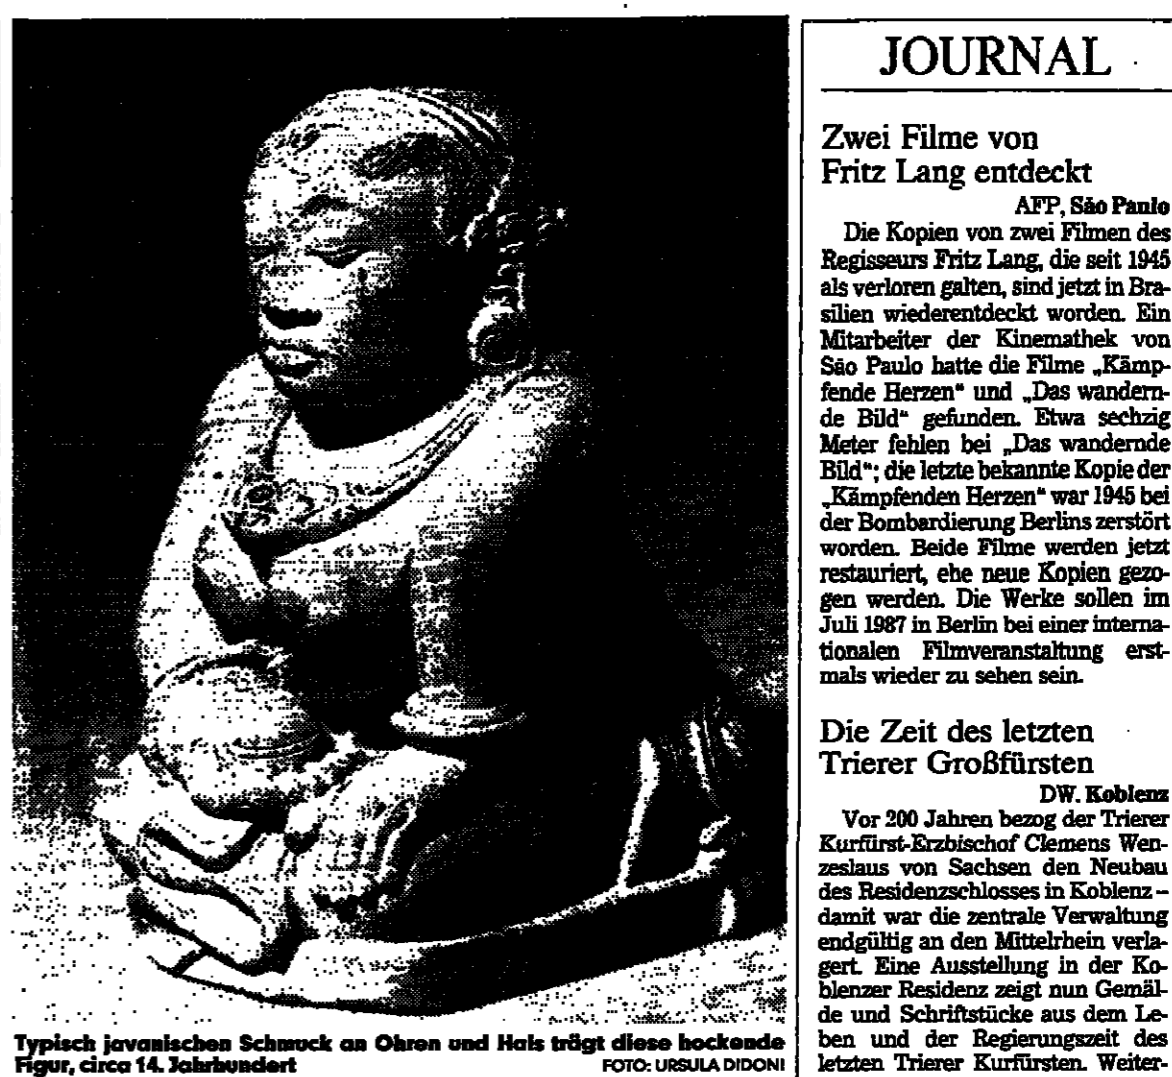 Typisch javanischen Schmuck an Ohren und Hals trägt diese hockende
Figur, circa 14. Jahrhundert
FOTO: URSULA DIDONI
JOURNAL
Zwei Filme von
Fritz Lang entdeckt
AFP, São Paulo
Die Kopien von zwei Filmen des
Regisseurs Fritz Lang, die seit 1945
als verloren galten, sind jetzt in Bra-
silien wiederentdeckt worden. Ein
Mitarbeiter der Kinemathek von
São Paulo hatte die Filme „Kämp-
fende Herzen“ und „Das wandern-
de Bild“ gefunden. Etwa sechzig
Meter fehlen bei „Das wandernde
Bild“; die letzte bekannte Kopie der
„Kämpfenden Herzen“ war 1945 bei
der Bombardierung Berlins zerstört
worden. Beide Filme werden jetzt
restauriert, ehe neue Kopien gezo-
gen werden. Die Werke sollen im
Juli 1987 in Berlin bei einer interna-
tionalen Filmveranstaltung erst-
mals wieder zu sehen sein.
Die Zeit des letzten
Trierer Großfürsten
DW. Koblenz
Vor 200 Jahren bezog der Trierer
Kurfürst-Erzbischof Clemens Wen-
zeslaus von Sachsen den Neubau
des Residenzschlosses in Koblenz –
damit war die zentrale Verwaltung
endgültig an den Mittelrhein verla-
gert. Eine Ausstellung in der Ko-
blenzer Residenz zeigt nun Gemäl-
de und Schriftstücke aus dem Le-
ben und der Regierungszeit des
letzten Trierer Kurfürsten. Weiter-